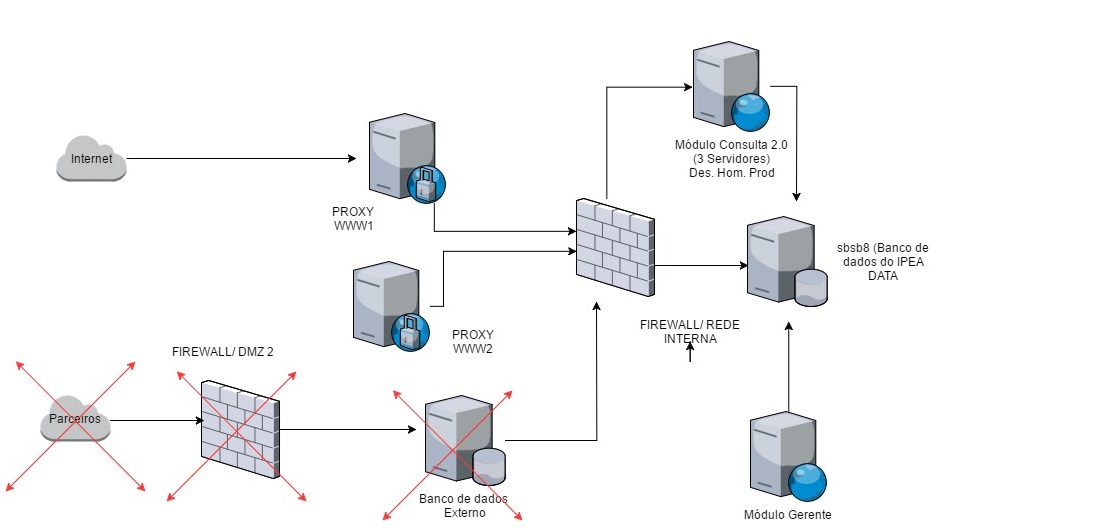 Internet
PROXY
WWW1
Módulo Consulta 2.0
(3 Servidores)
Des. Hom. Prod
sbsb8 (Banco de
dados do IPEA
DATA
PROXY
WWW2
FIREWALL/ REDE
INTERNA
FIREWALL/ DMZ 2
Parceiros
Banco de dados
Externo
Módulo Gerente